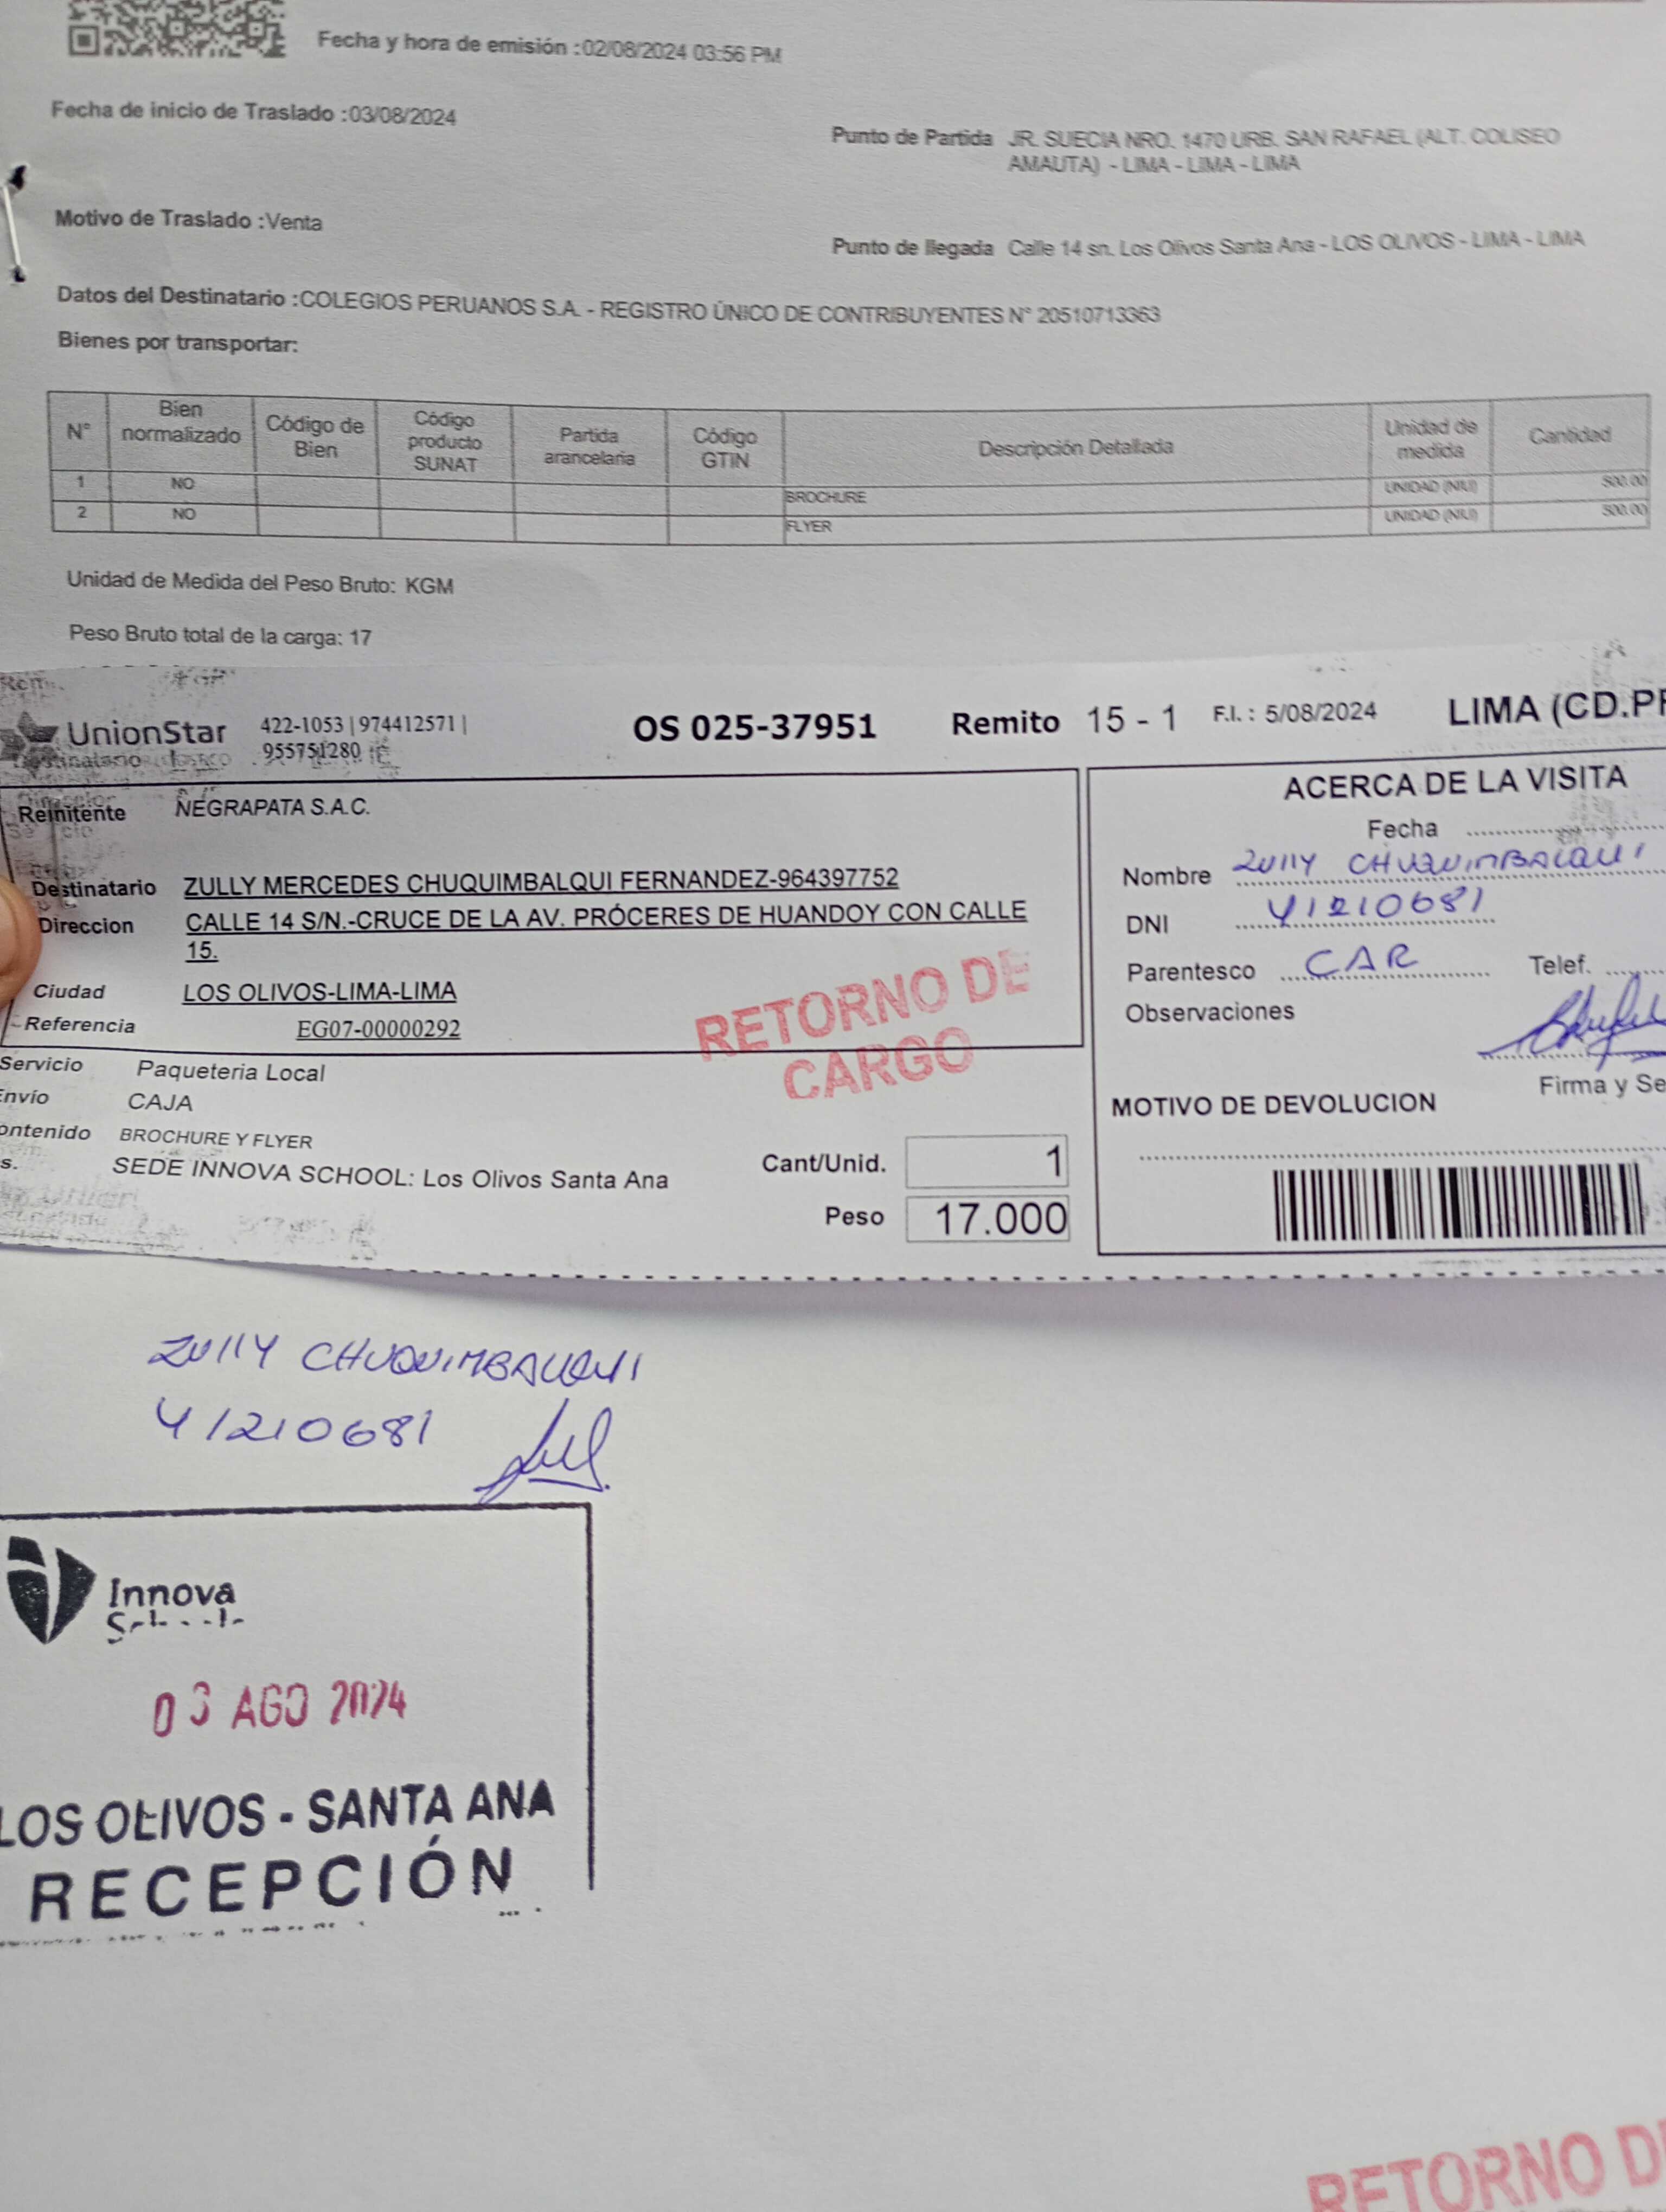 Fecha y hora de emisión :02/08/2024 03:56 PM
Fecha de inicio de Traslado :03/08/2024
Punto de Partida JR. SUECIA NRO. 1470 URB. SAN RAFAEL (ALT. COLISEO
AMAUTA) - LIMA - LIMA - LIMA
Motivo de Traslado :Venta
Punto de llegada Calle 14 sn. Los Olivos Santa Ana - LOS OLIVOS - LIMA - LIMA
Datos del Destinatario :COLEGIOS PERUANOS S.A. - REGISTRO ÚNICO DE CONTRIBUYENTES N° 20510713363
Bienes por transportar:
N° Bien normalizado Código de Bien Código producto SUNAT Partida arancelaria Código GTIN Descripción Detallada Unidad de medida Cantidad
1 NO BROCHURE UNIDAD (NIU) 500.00
2 NO FLYER UNIDAD (NIU) 500.00
Unidad de Medida del Peso Bruto: KGM
Peso Bruto total de la carga: 17
UnionStar 422-1053 | 974412571 |
955751280
OS 025-37951 Remito 15 - 1 F.I. : 5/08/2024 LIMA (CD.PR
Remitente NEGRAPATA S.A.C.
Destinatario ZULLY MERCEDES CHUQUIMBALQUI FERNANDEZ-964397752
Direccion CALLE 14 S/N.-CRUCE DE LA AV. PRÓCERES DE HUANDOY CON CALLE
15.
Ciudad LOS OLIVOS-LIMA-LIMA
Referencia EG07-00000292
RETORNO DE
CARGO
Servicio Paqueteria Local
Envío CAJA
ontenido BROCHURE Y FLYER
s. SEDE INNOVA SCHOOL: Los Olivos Santa Ana
Cant/Unid. 1
Peso 17.000
ACERCA DE LA VISITA
Fecha
Nombre ZULLY CHUQUIMBALQUI
DNI 41210681
Parentesco CAR Telef.
Observaciones
Firma y Se
MOTIVO DE DEVOLUCION
ZULLY CHUQUIMBALQUI
41210681
Innova
Schools
AGO 2024
LOS OLIVOS - SANTA ANA
RECEPCIÓN
RETORNO D